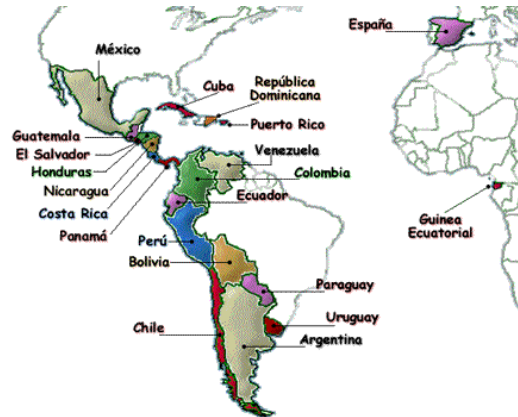 España
México
Cuba
República
Dominicana
Guatemala
Puerto Rico
El Salvador
Venezuela
Honduras
Colombia
Nicaragua
Ecuador
Costa Rica
Guinea
Ecuatorial
Panamá
Perú
Bolivia
Paraguay
Uruguay
Chile
Argentina